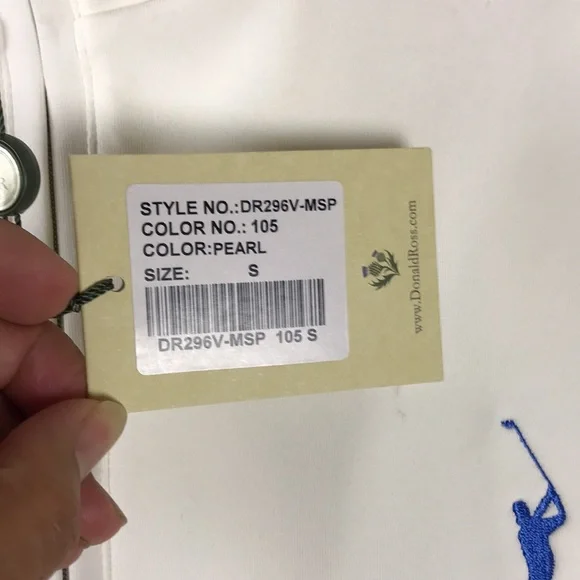 STYLE NO.:DR296V-MSP
COLOR NO.: 105
COLOR:PEARL
SIZE: S
DR296V-MSP 105 S
www.DonaldRoss.com